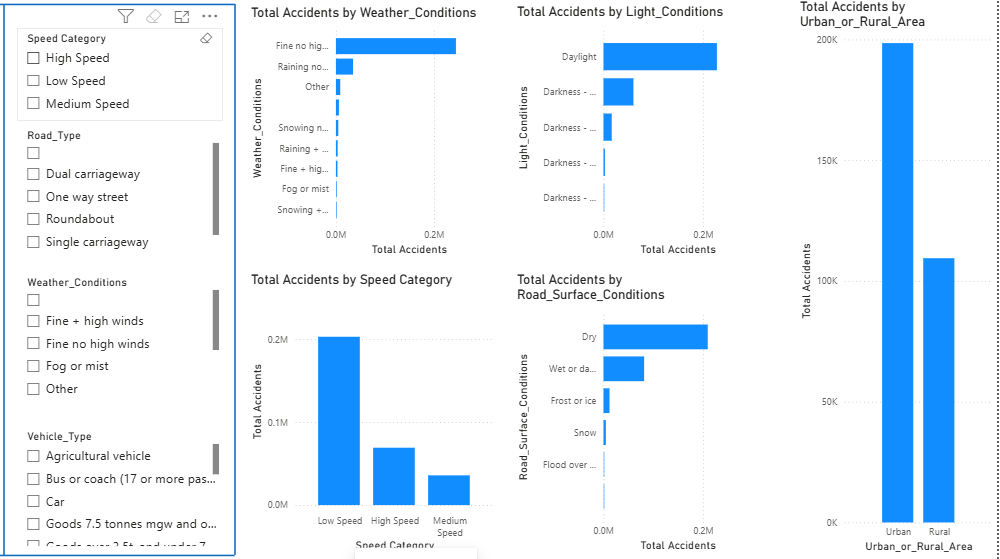 Speed Category
High Speed
Low Speed
Medium Speed
Road_Type
Dual carriageway
One way street
Roundabout
Single carriageway
Weather_Conditions
Fine + high winds
Fine no high winds
Fog or mist
Other
Vehicle_Type
Agricultural vehicle
Bus or coach (17 or more pas...
Car
Goods 7.5 tonnes mgw and o...
Goods over 3.5t. and under 7...
Total Accidents by Weather_Conditions
Weather_Conditions
Fine no hig...
Raining no...
Other
Snowing n...
Raining + ...
Fine + hig...
Fog or mist
Snowing +...
0.0M
0.2M
Total Accidents
Total Accidents by Light_Conditions
Light_Conditions
Daylight
Darkness - ...
Darkness - ...
Darkness - ...
Darkness - ...
0.0M
0.2M
Total Accidents
Total Accidents by Speed Category
Total Accidents
0.2M
0.1M
0.0M
Low Speed
High Speed
Medium
Speed
Speed Category
Total Accidents by
Road_Surface_Conditions
Road_Surface_Conditions
Dry
Wet or da...
Frost or ice
Snow
Flood over ...
0.0M
0.2M
Total Accidents
Total Accidents by
Urban_or_Rural_Area
Total Accidents
200K
150K
100K
50K
0K
Urban
Rural
Urban_or_Rural_Area